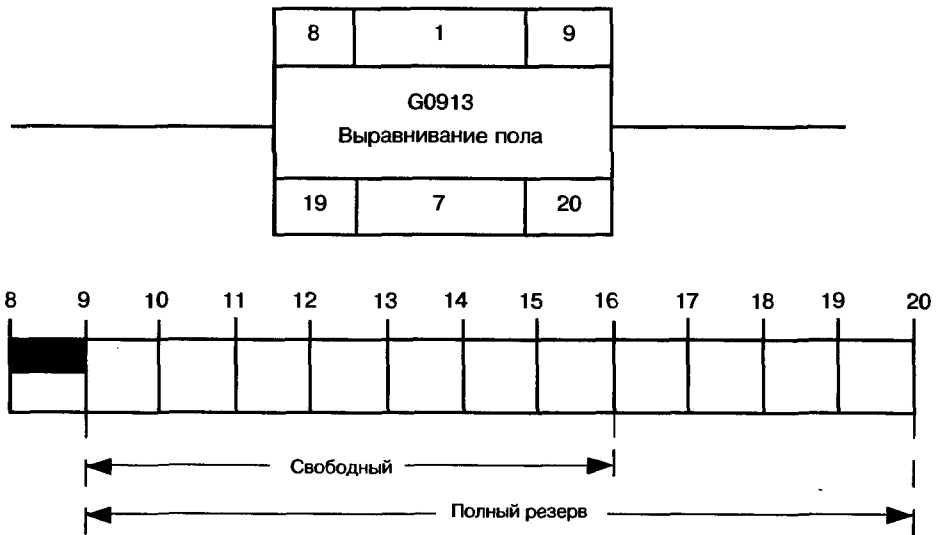 8 1 9
G0913
Выравнивание пола
19 7 20
8 9 10 11 12 13 14 15 16 17 18 19 20
Свободный
Полный резерв